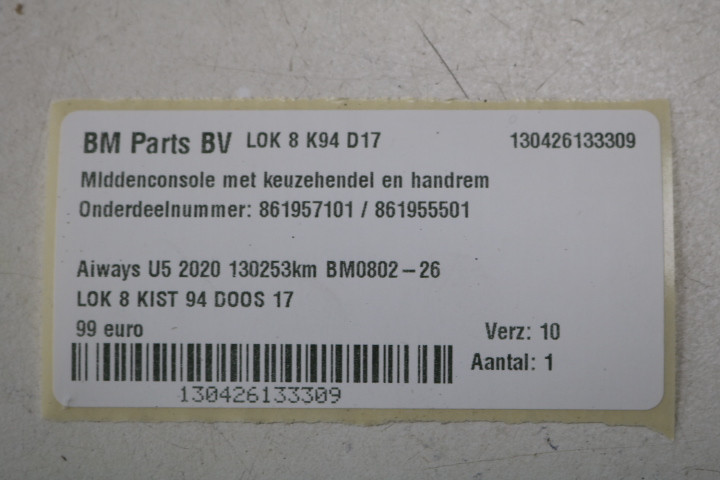 BM Parts BV LOK 8 K94 D17 130426133309
MIddenconsole met keuzehendel en handrem
Onderdeelnummer: 861957101 / 861955501
Aiways U5 2020 130253km BM0802-26
LOK 8 KIST 94 DOOS 17
99 euro Verz: 10
Aantal: 1
130426133309